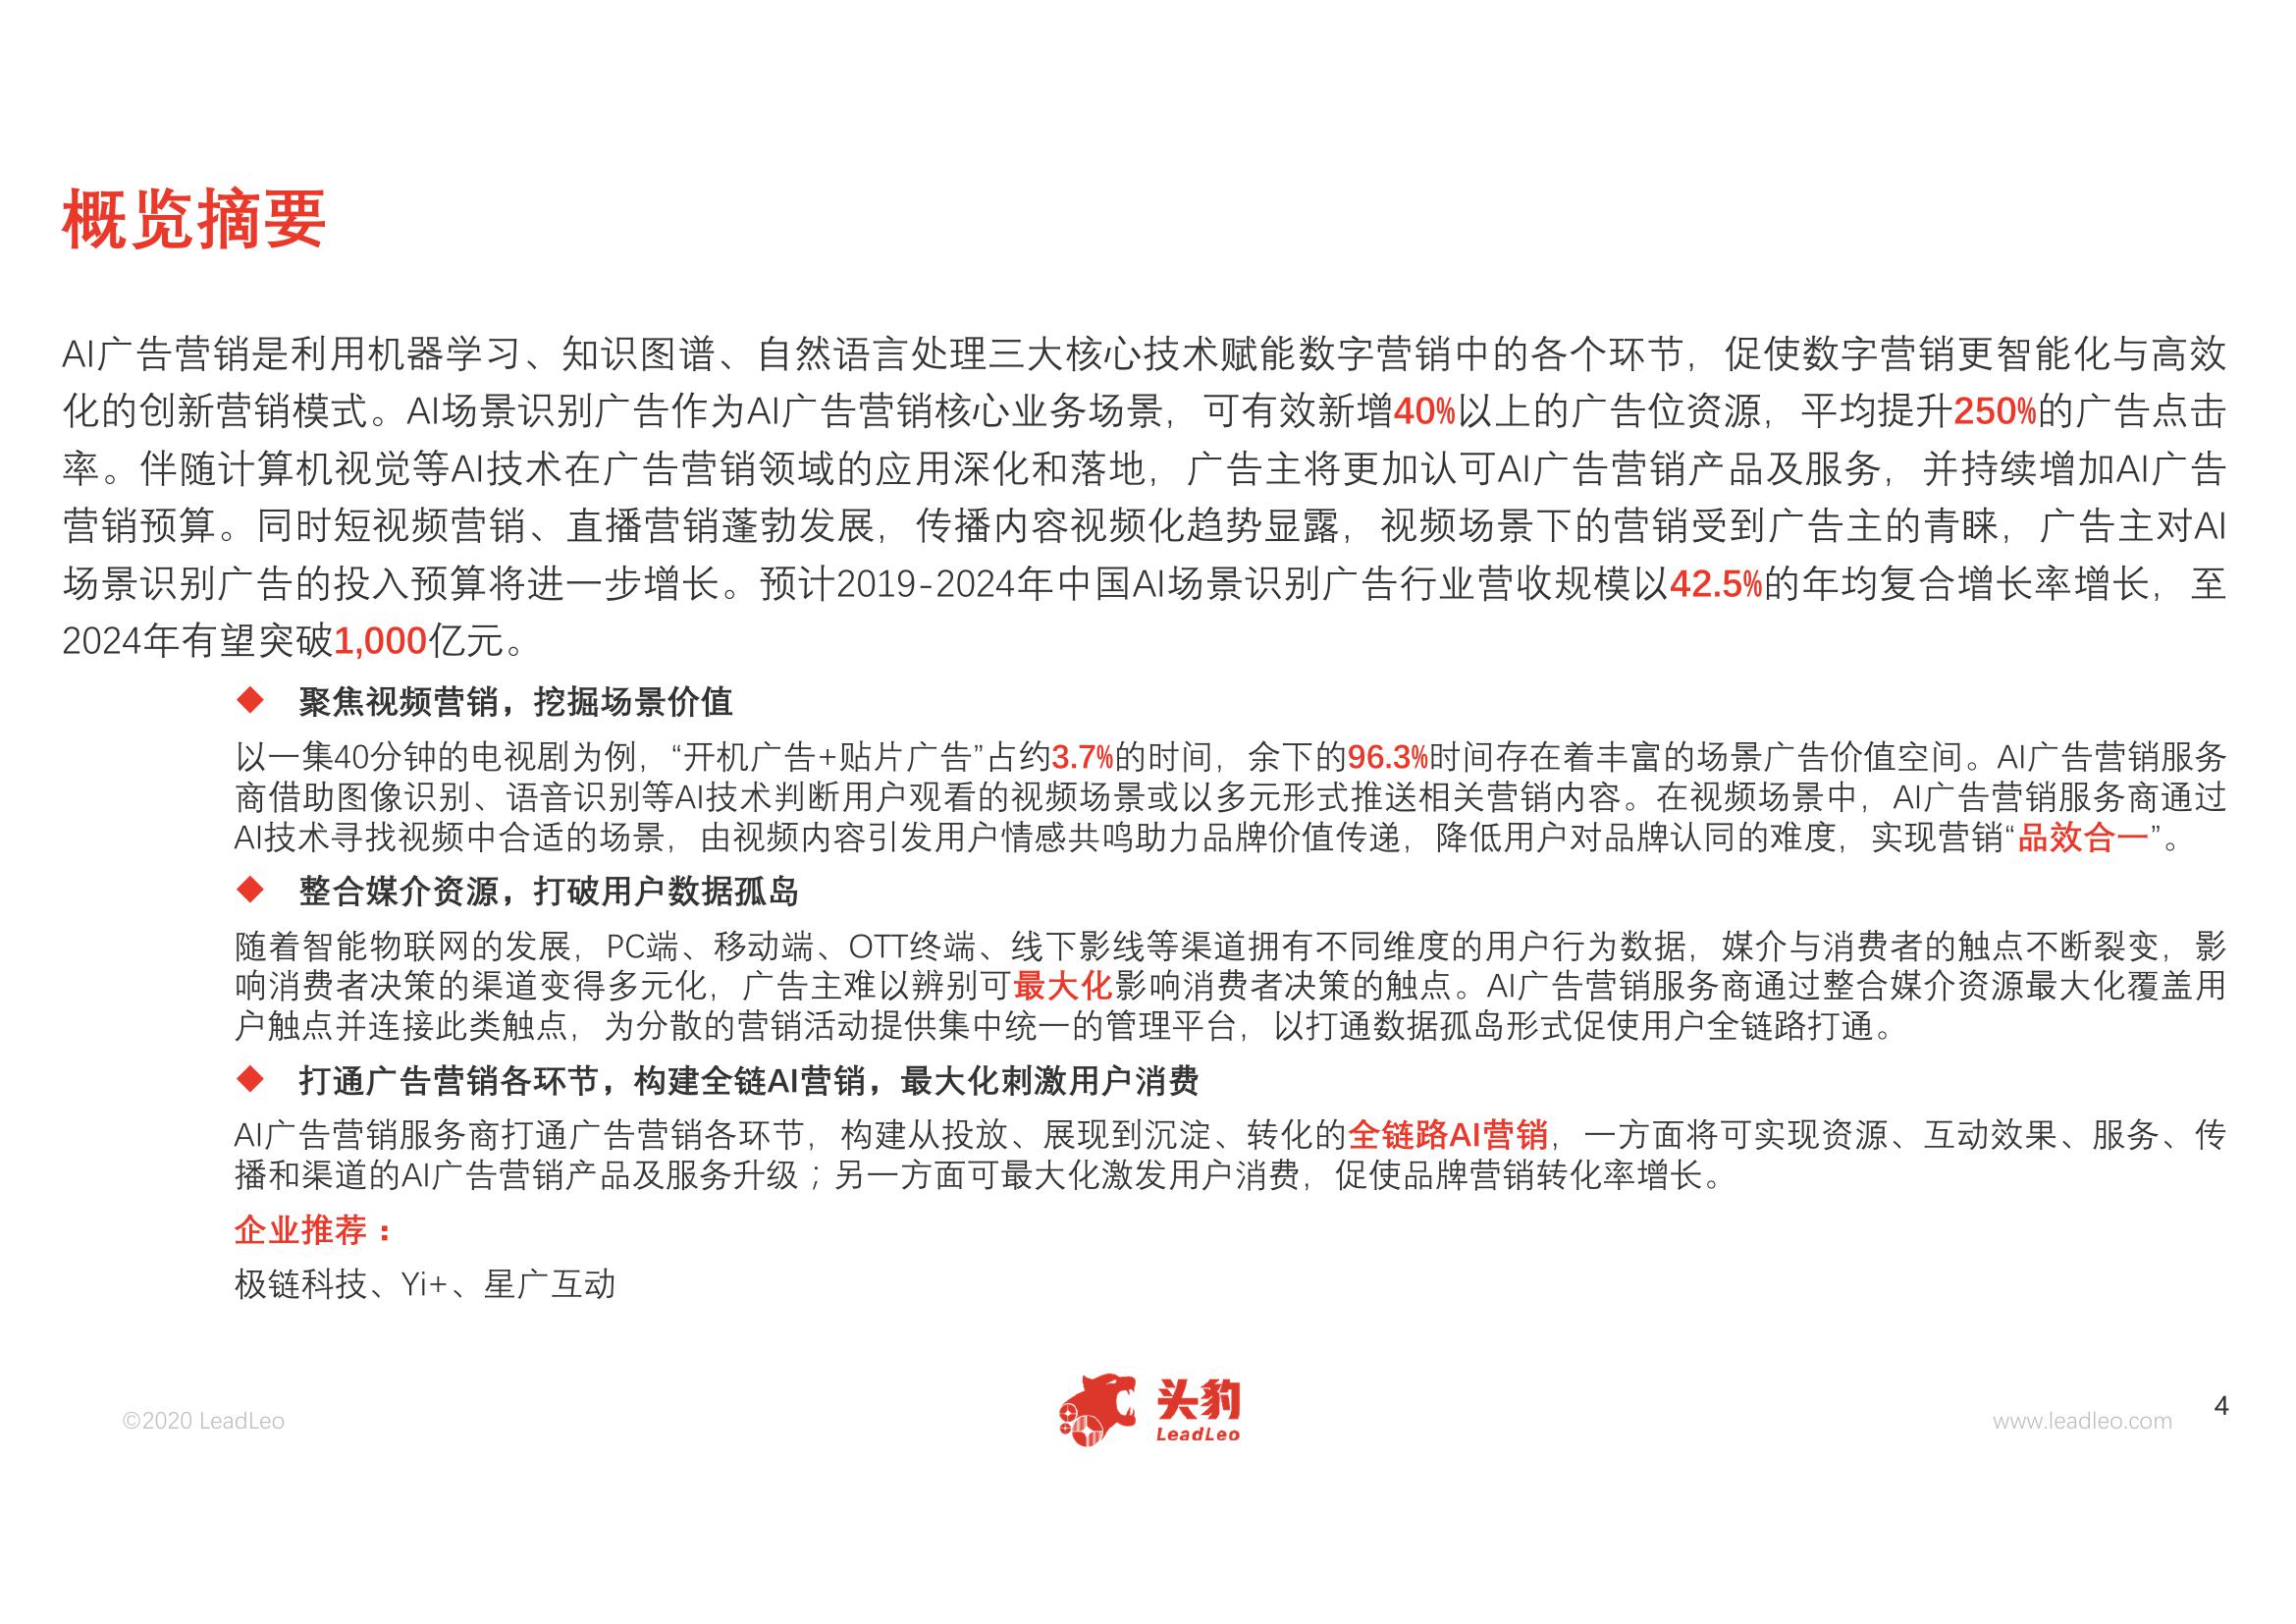 概览摘要
AI广告营销是利用机器学习、知识图谱、自然语言处理三大核心技术赋能数字营销中的各个环节，促使数字营销更智能化与高效
化的创新营销模式。AI场景识别广告作为AI广告营销核心业务场景，可有效新增40%以上的广告位资源，平均提升250%的广告点击
率。伴随计算机视觉等AI技术在广告营销领域的应用深化和落地，广告主将更加认可AI广告营销产品及服务，并持续增加AI广告
营销预算。同时短视频营销、直播营销蓬勃发展，传播内容视频化趋势显露，视频场景下的营销受到广告主的青睐，广告主对AI
场景识别广告的投入预算将进一步增长。预计2019-2024年中国AI场景识别广告行业营收规模以42.5%的年均复合增长率增长，至
2024年有望突破1,000亿元。
◆ 聚焦视频营销，挖掘场景价值
以一集40分钟的电视剧为例，“开机广告+贴片广告”占约3.7%的时间，余下的96.3%时间存在着丰富的场景广告价值空间。AI广告营销服务
商借助图像识别、语音识别等AI技术判断用户观看的视频场景或以多元形式推送相关营销内容。在视频场景中，AI广告营销服务商通过
AI技术寻找视频中合适的场景，由视频内容引发用户情感共鸣助力品牌价值传递，降低用户对品牌认同的难度，实现营销“品效合一”。
◆ 整合媒介资源，打破用户数据孤岛
随着智能物联网的发展，PC端、移动端、OTT终端、线下影线等渠道拥有不同维度的用户行为数据，媒介与消费者的触点不断裂变，影
响消费者决策的渠道变得多元化，广告主难以辨别可最大化影响消费者决策的触点。AI广告营销服务商通过整合媒介资源最大化覆盖用
户触点并连接此类触点，为分散的营销活动提供集中统一的管理平台，以打通数据孤岛形式促使用户全链路打通。
◆ 打通广告营销各环节，构建全链AI营销，最大化刺激用户消费
AI广告营销服务商打通广告营销各环节，构建从投放、展现到沉淀、转化的全链路AI营销，一方面将可实现资源、互动效果、服务、传
播和渠道的AI广告营销产品及服务升级；另一方面可最大化激发用户消费，促使品牌营销转化率增长。
企业推荐：
极链科技、Yi+、星广互动
©2020 LeadLeo
头豹
LeadLeo
www.leadleo.com
4